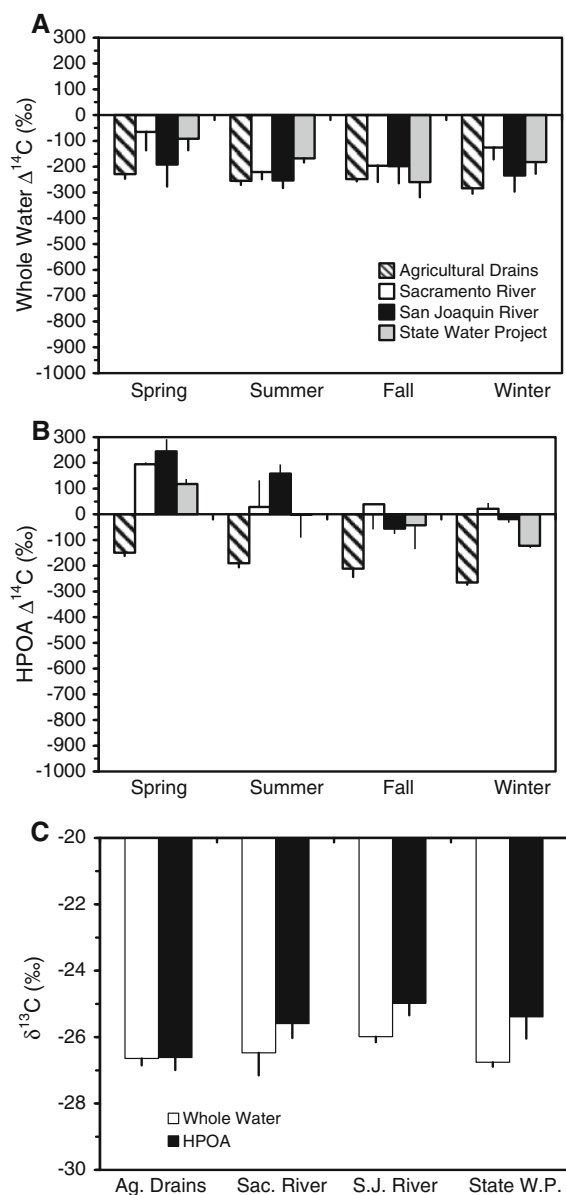 A
300
200
100
0
-100
-200
-300
-400
-500
-600
-700
-800
-900
-1000
Whole Water Δ¹⁴C (‰)
Agricultural Drains
Sacramento River
San Joaquin River
State Water Project
Spring Summer Fall Winter
B
300
200
100
0
-100
-200
-300
-400
-500
-600
-700
-800
-900
-1000
HPOA Δ¹⁴C (‰)
Spring Summer Fall Winter
C
-20
-22
-24
-26
-28
-30
δ¹³C (‰)
Whole Water
HPOA
Ag. Drains Sac. River S.J. River State W.P.